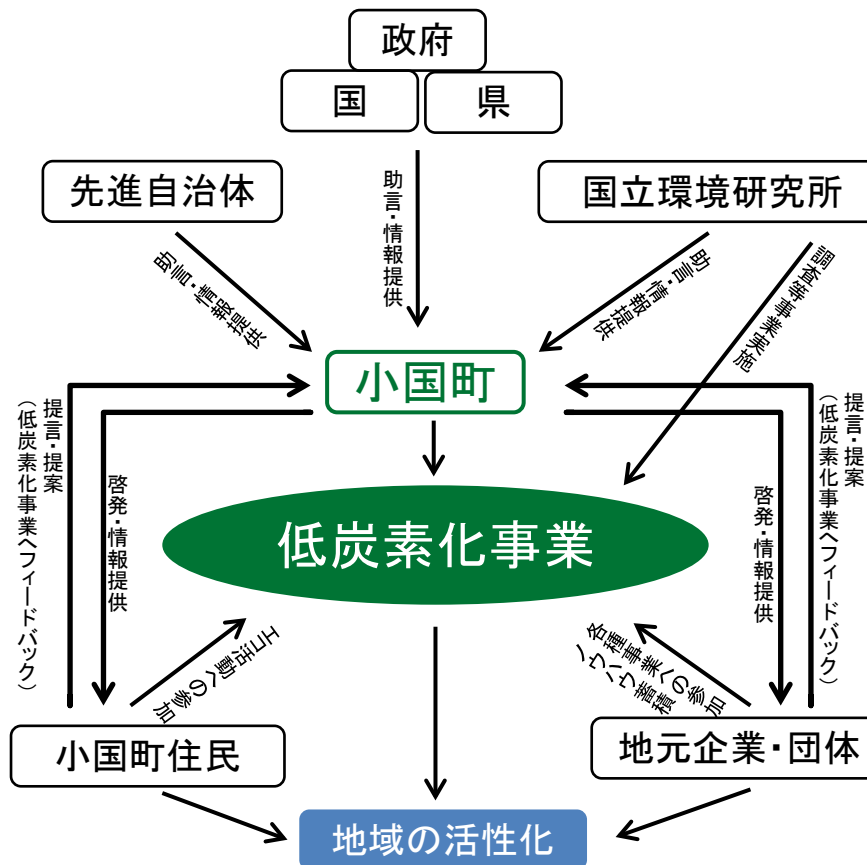 政府
国
県
先進自治体
国立環境研究所
助言・情報提供
助言・情報提供
助言・情報提供
調査等事業実施
小国町
提言・提案
(低炭素化事業へフィードバック)
啓発・情報提供
低炭素化事業
啓発・情報提供
提言・提案
(低炭素化事業へフィードバック)
エコ活動への参加
各種事業への参加
ノウハウ蓄積
小国町住民
地元企業・団体
地域の活性化